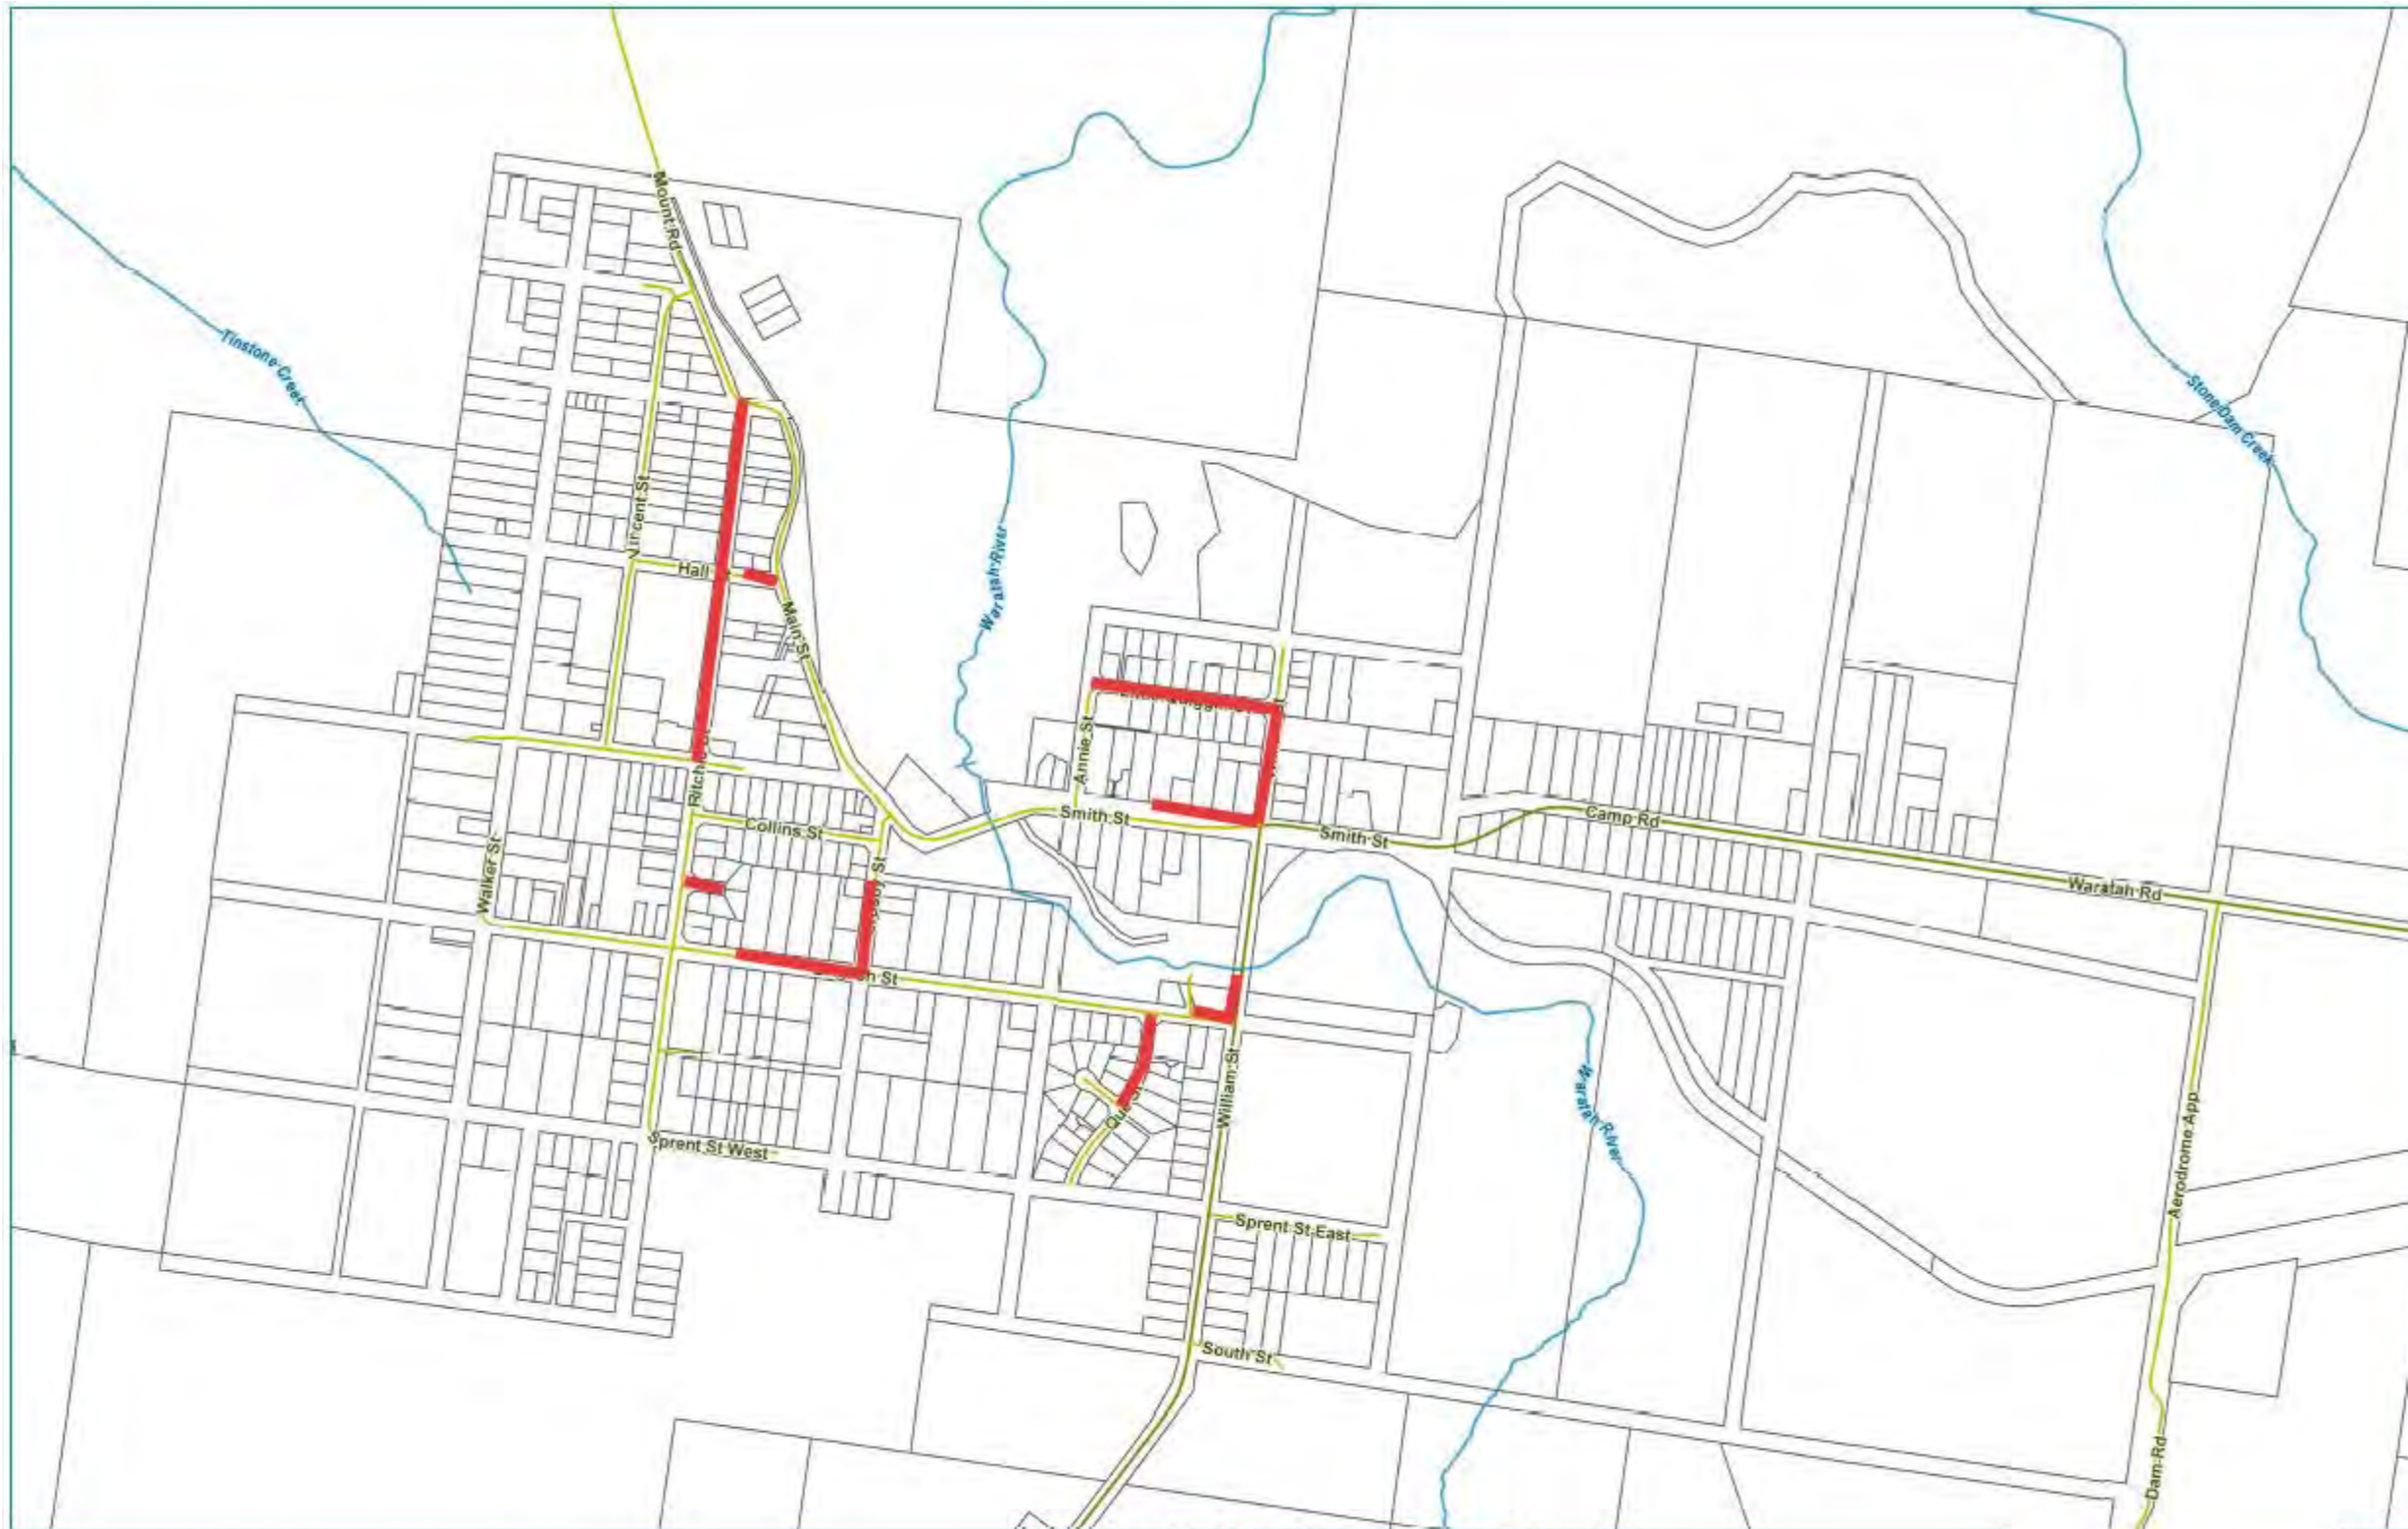 Mount Rd
Tinstone Creek
Stone Dam Creek
Vincent St
Waratah River
Hall
Main St
Annie St
Ritchie
Smith St
Camp Rd
Collins St
Smith St
Walker St
St
Waratah Rd
St
William St
Waratah River
Sprent St West
Aerodrome App
Sprent St East
South St
Dam Rd